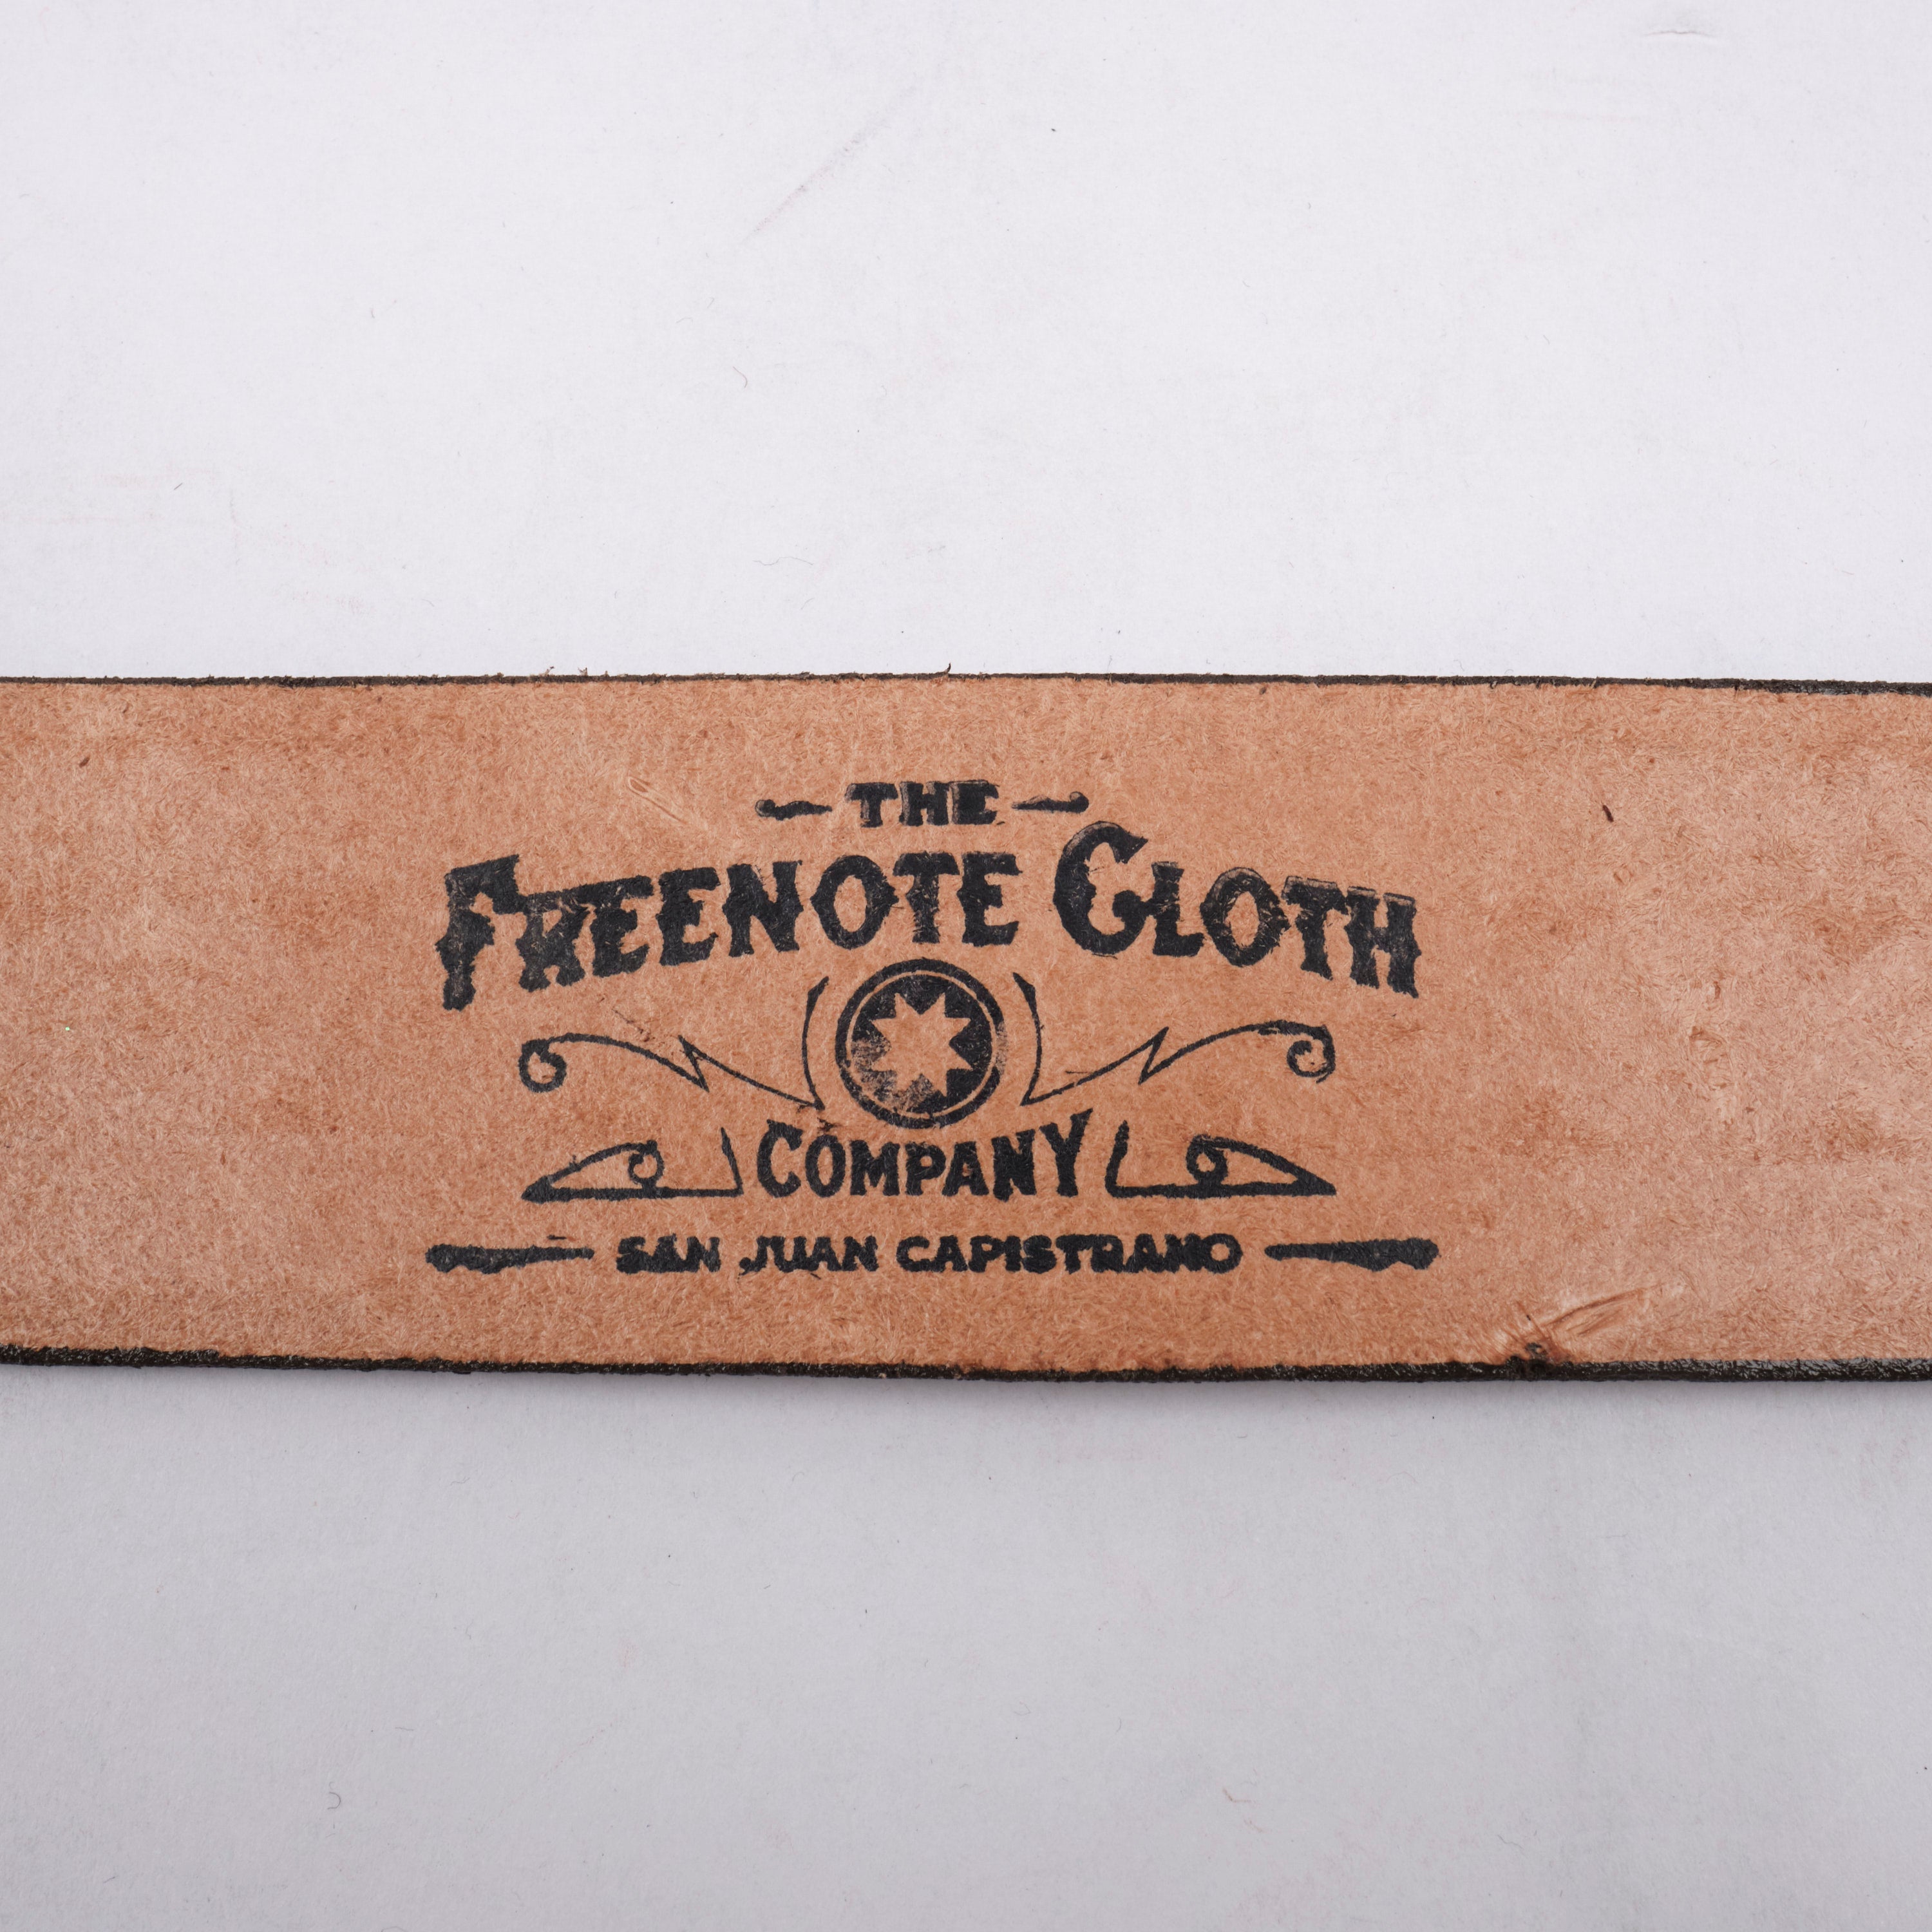 THE
FREENOTE CLOTH
COMPANY
SAN JUAN CAPISTRANO